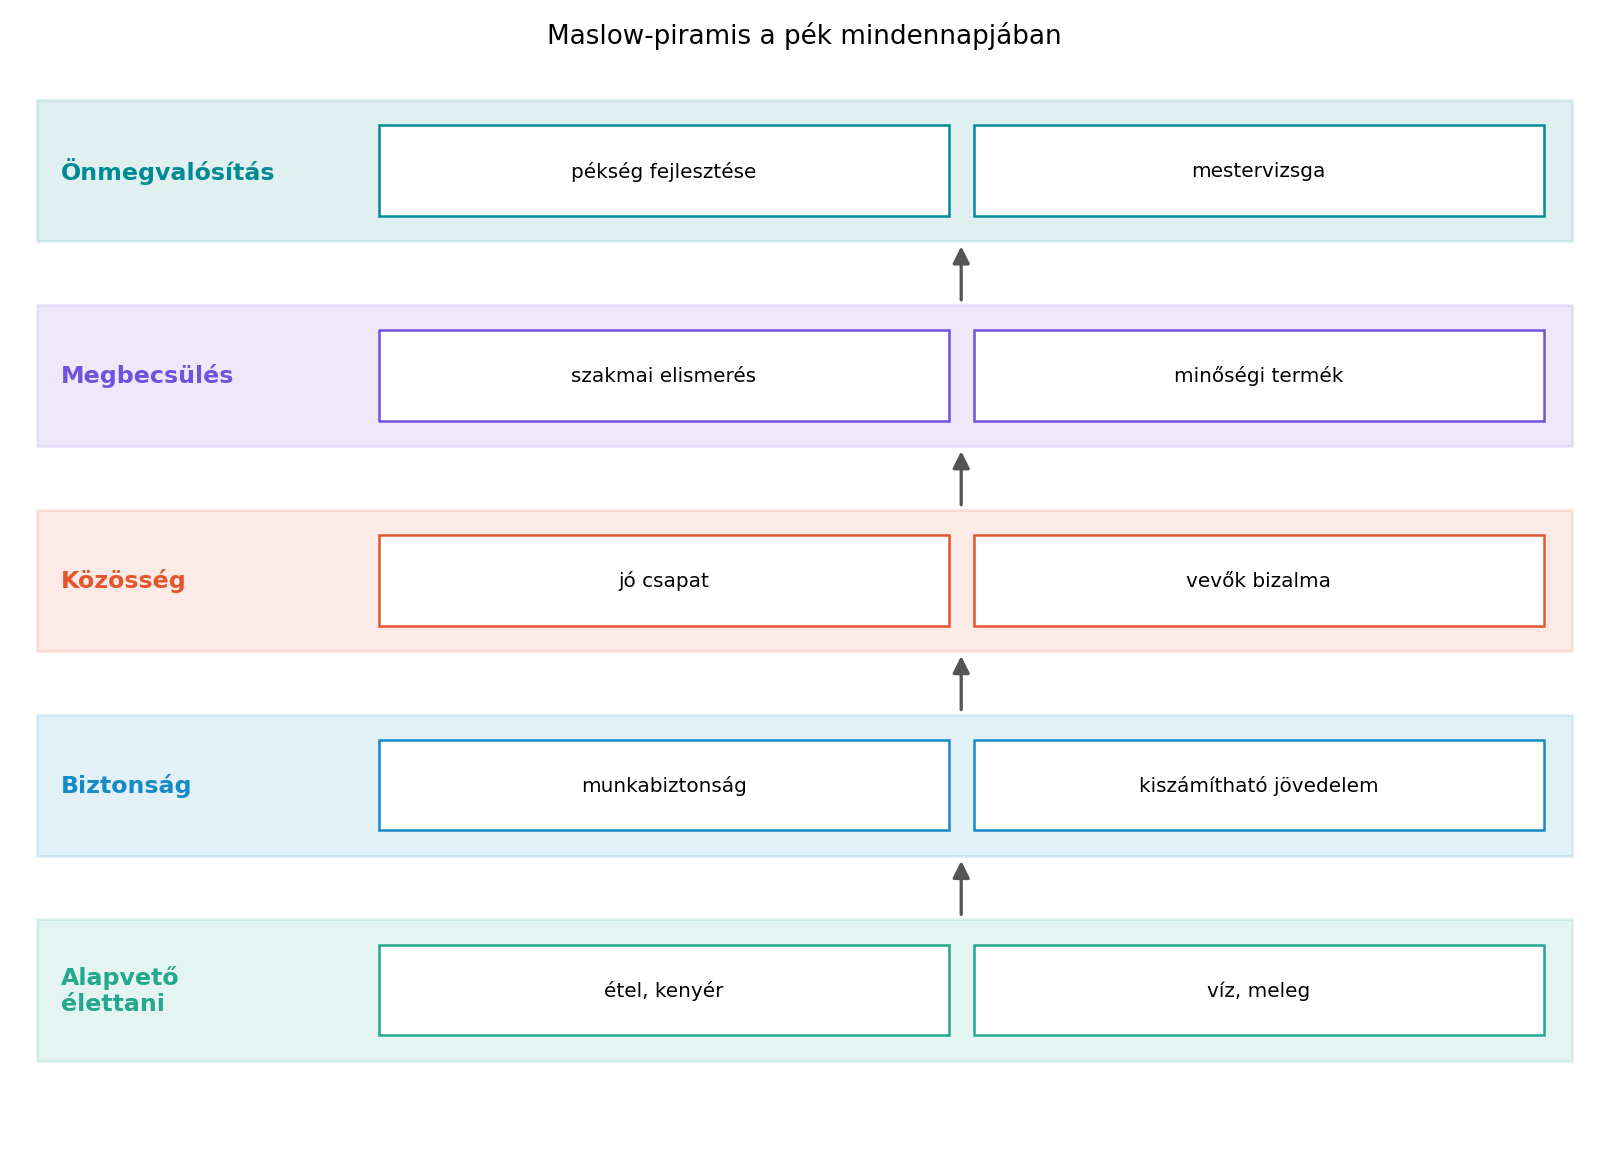 Maslow-piramis a pék mindennapjában
Önmegvalósítás
pékség fejlesztése
mestervizsga
Megbecsülés
szakmai elismerés
minőségi termék
Közösség
jó csapat
vevők bizalma
Biztonság
munkabiztonság
kiszámítható jövedelem
Alapvető
élettani
étel, kenyér
víz, meleg